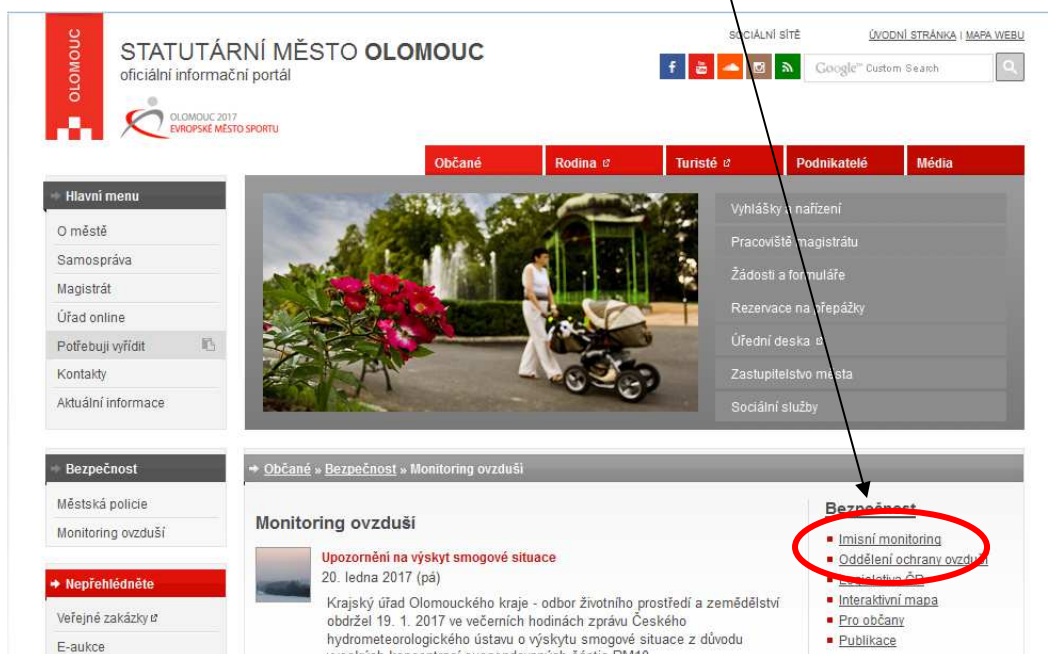 OLOMOUC
STATUTÁRNÍ MĚSTO OLOMOUC
oficiální informační portál
OLOMOUC 2017
EVROPSKÉ MĚSTO SPORTU
SOCIÁLNÍ SÍTĚ
ÚVODNÍ STRÁNKA | MAPA WEBU
Google™ Custom Search
Občané
Rodina
Turisté
Podnikatelé
Média
Hlavní menu
O městě
Samospráva
Magistrát
Úřad online
Potřebuji vyřídit
Kontakty
Aktuální informace
Vyhlášky a nařízení
Pracoviště magistrátu
Žádosti a formuláře
Rezervace na přepážky
Úřední deska
Zastupitelstvo města
Sociální služby
Bezpečnost
Městská policie
Monitoring ovzduší
Nepřehlédněte
Veřejné zakázky
E-aukce
Občané » Bezpečnost » Monitoring ovzduší
Monitoring ovzduší
Upozornění na výskyt smogové situace
20. ledna 2017 (pá)
Krajský úřad Olomouckého kraje - odbor životního prostředí a zemědělství
obdržel 19. 1. 2017 ve večerních hodinách zprávu Českého
hydrometeorologického ústavu o výskytu smogové situace z důvodu
Bezpečnost
Imisní monitoring
Oddělení ochrany ovzduší
Legislativa ČR
Interaktivní mapa
Pro občany
Publikace